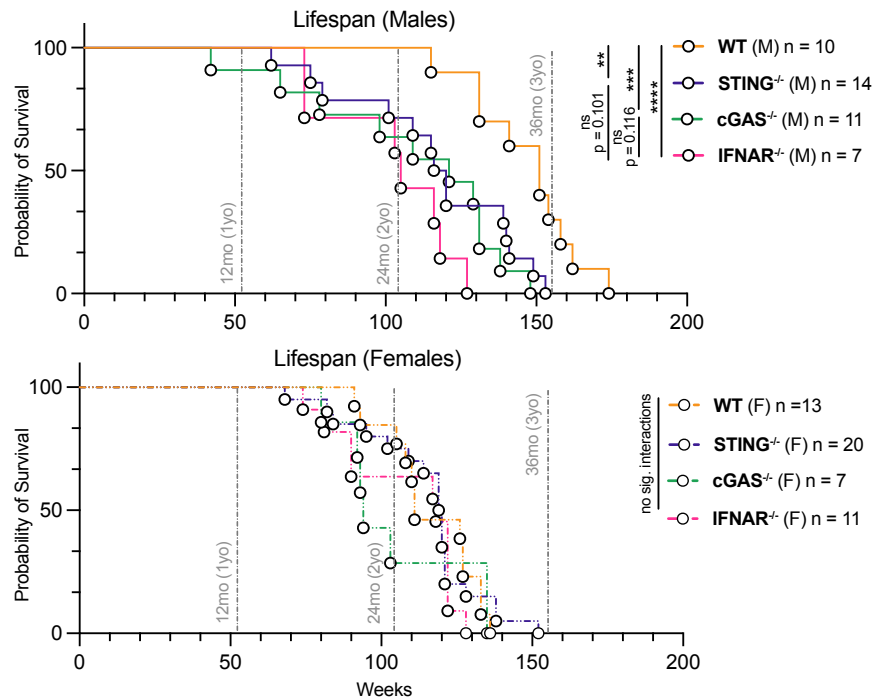 Lifespan (Males)
Probability of Survival
100
50
0
0
50
100
150
200
12mo (1yo)
24mo (2yo)
36mo (3yo)
ns
p = 0.101
**
ns
p = 0.116
***
****
WT (M) n = 10
STING-/- (M) n = 14
cGAS-/- (M) n = 11
IFNAR-/- (M) n = 7
Lifespan (Females)
Probability of Survival
100
50
0
0
50
100
150
200
Weeks
12mo (1yo)
24mo (2yo)
36mo (3yo)
no sig. interactions
WT (F) n =13
STING-/- (F) n = 20
cGAS-/- (F) n = 7
IFNAR-/- (F) n = 11